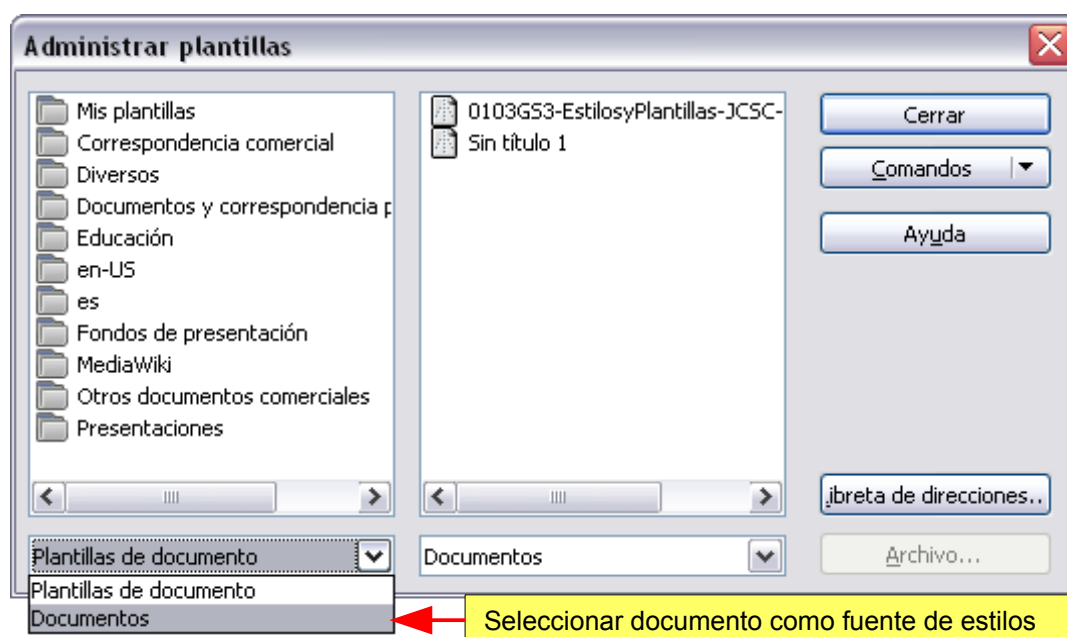 Administrar plantillas
Mis plantillas
Correspondencia comercial
Diversos
Documentos y correspondencia p
Educación
en-US
es
Fondos de presentación
MediaWiki
Otros documentos comerciales
Presentaciones
0103GS3-EstilosyPlantillas-JCSC-
Sin título 1
Cerrar
Comandos
Ayuda
ibreta de direcciones..
Archivo...
Plantillas de documento
Documentos
Plantillas de documento
Documentos
Seleccionar documento como fuente de estilos